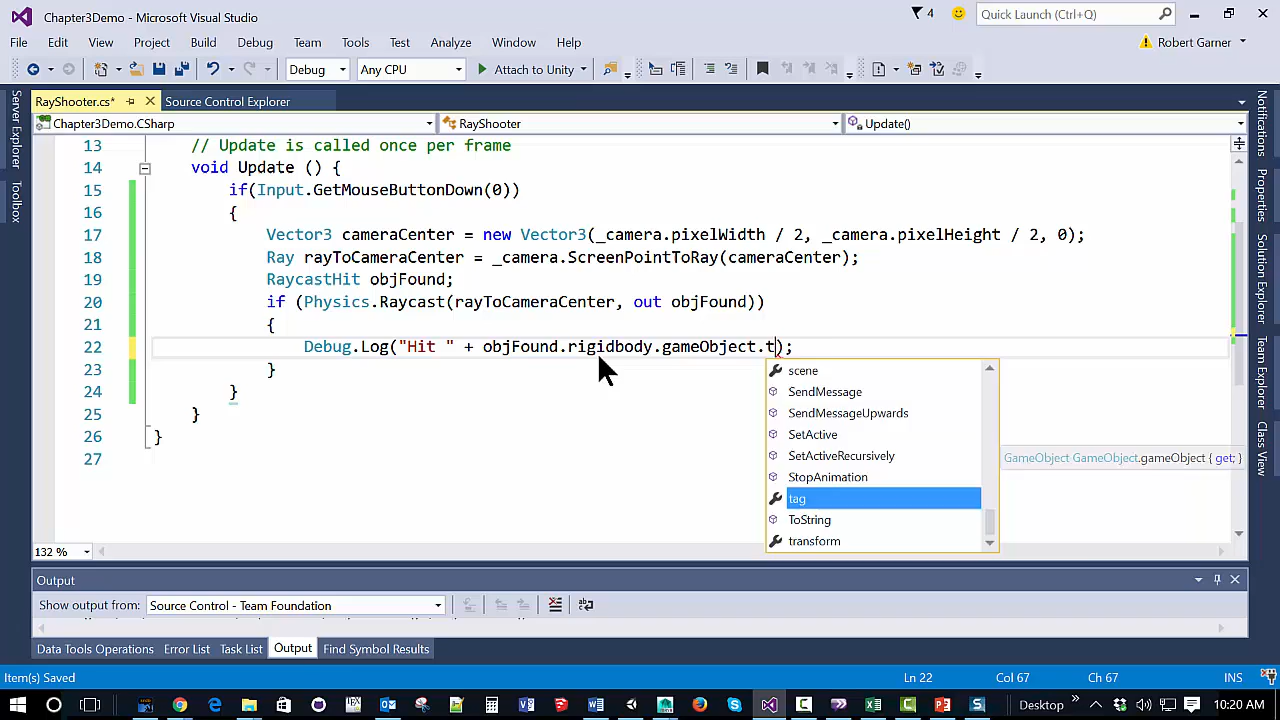 Chapter3Demo - Microsoft Visual Studio
4
Quick Launch (Ctrl+Q)
File Edit View Project Build Debug Team Tools Test Analyze Window Help
Robert Garner
Debug Any CPU Attach to Unity
RayShooter.cs* Source Control Explorer
Chapter3Demo.CSharp RayShooter Update()
Server Explorer
Toolbox
13 // Update is called once per frame
14 void Update () {
15 if(Input.GetMouseButtonDown(0))
16 {
17 Vector3 cameraCenter = new Vector3(_camera.pixelWidth / 2, _camera.pixelHeight / 2, 0);
18 Ray rayToCameraCenter = _camera.ScreenPointToRay(cameraCenter);
19 RaycastHit objFound;
20 if (Physics.Raycast(rayToCameraCenter, out objFound))
21 {
22 Debug.Log("Hit " + objFound.rigidbody.gameObject.t);
23 }
24 }
25 }
26 }
27
scene
SendMessage
SendMessageUpwards
SetActive
SetActiveRecursively
StopAnimation
tag
ToString
transform
GameObject GameObject.gameObject { get; }
Notifications
Properties
Solution Explorer
Team Explorer
Class View
132 %
Output
Show output from: Source Control - Team Foundation
Data Tools Operations Error List Task List Output Find Symbol Results
Item(s) Saved Ln 22 Col 67 Ch 67 INS
Desktop 10:20 AM